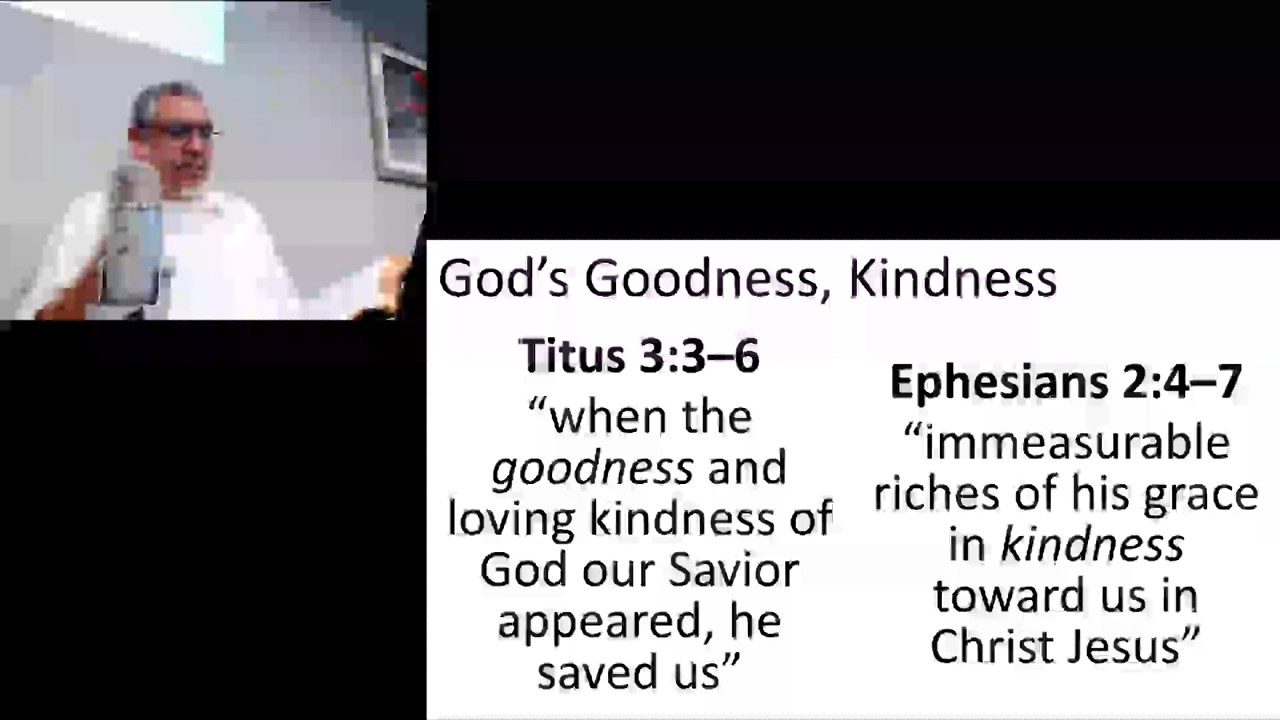 God’s Goodness, Kindness
Titus 3:3–6
“when the
goodness and
loving kindness of
God our Savior
appeared, he
saved us”
Ephesians 2:4–7
“immeasurable
riches of his grace
in kindness
toward us in
Christ Jesus”